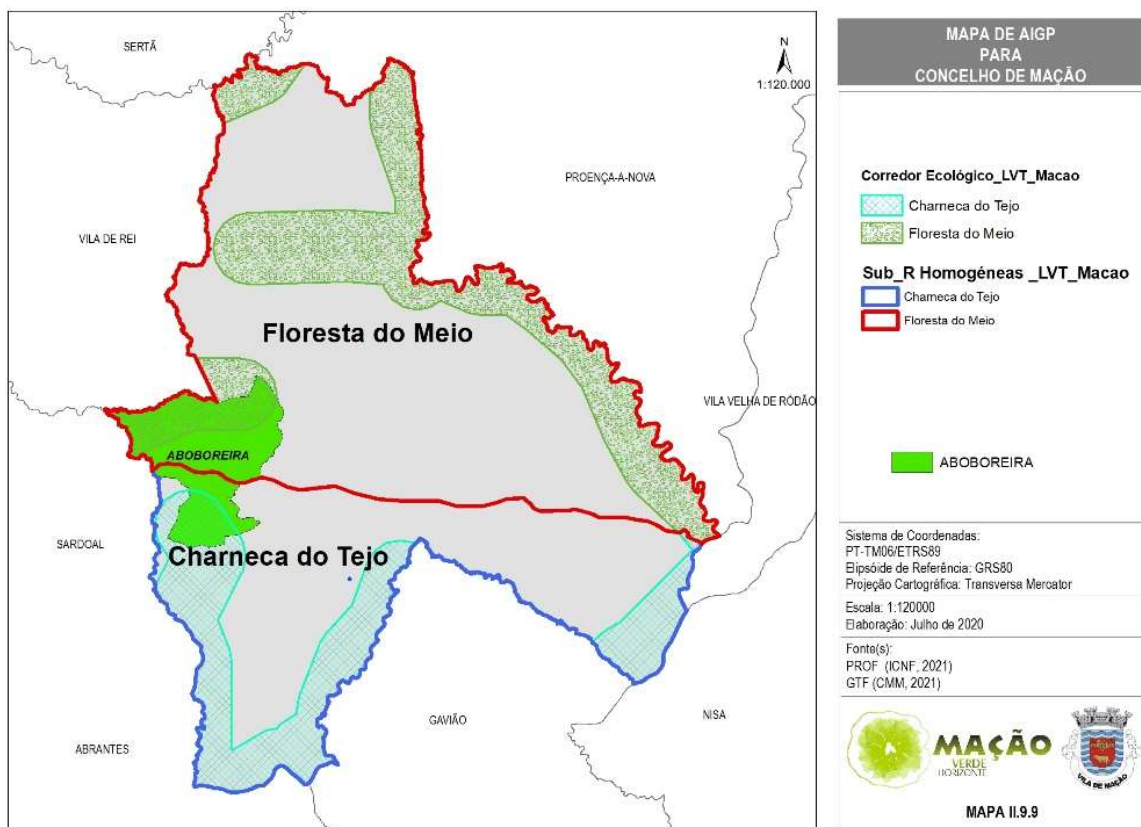 SERTÃ
N
1:120.000
PROENÇA-A-NOVA
VILA DE REI
Floresta do Meio
VILA VELHA DE RÓDÃO
ABOBOREIRA
SARDOAL
Charneca do Tejo
GAVIÃO
NISA
ABRANTES
MAPA DE AIGP
PARA
CONCELHO DE MAÇÃO
Corredor Ecológico_LVT_Macao
Charneca do Tejo
Floresta do Meio
Sub_R Homogéneas _LVT_Macao
Charneca do Tejo
Floresta do Meio
ABOBOREIRA
Sistema de Coordenadas:
PT-TM06/ETRS89
Elipsóide de Referência: GRS80
Projeção Cartográfica: Transversa Mercator
Escala: 1:120000
Elaboração: Julho de 2020
Fonte(s):
PROF (ICNF, 2021)
GTF (CMM, 2021)
MAÇÃO
VERDE
HORIZONTE
VILA DE MAÇÃO
MAPA II.9.9